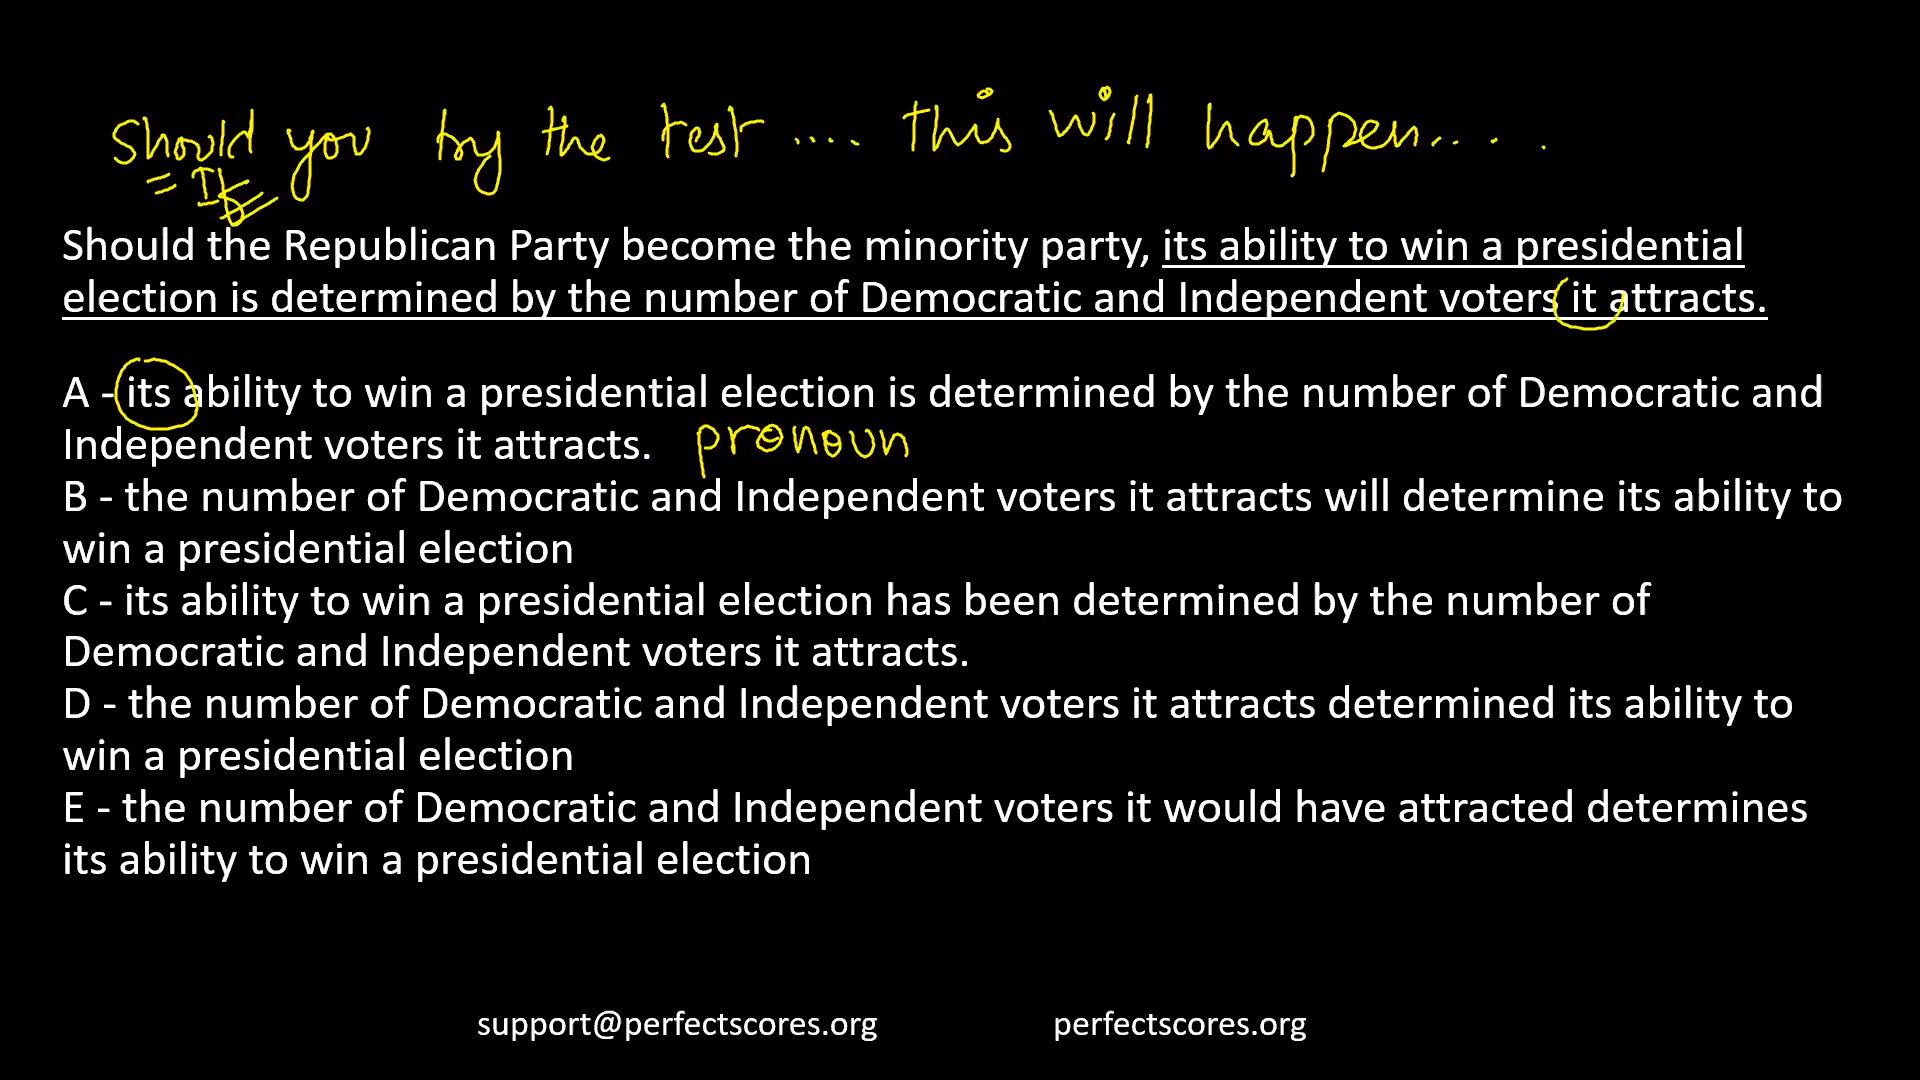 Should you try the test .... this will happen.....
= If
Should the Republican Party become the minority party, its ability to win a presidential
election is determined by the number of Democratic and Independent voters it attracts.
A - its ability to win a presidential election is determined by the number of Democratic and
Independent voters it attracts. pronoun
B - the number of Democratic and Independent voters it attracts will determine its ability to
win a presidential election
C - its ability to win a presidential election has been determined by the number of
Democratic and Independent voters it attracts.
D - the number of Democratic and Independent voters it attracts determined its ability to
win a presidential election
E - the number of Democratic and Independent voters it would have attracted determines
its ability to win a presidential election
support@perfectscores.org perfectscores.org